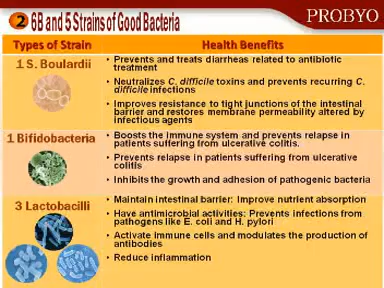 PROBYO
2 6B and 5 Strains of Good Bacteria
Types of Strain
Health Benefits
1 S. Boulardii
• Prevents and treats diarrheas related to antibiotic
treatment
• Neutralizes C. difficile toxins and prevents recurring C.
difficile infections
• Improves resistance to tight junctions of the intestinal
barrier and restores membrane permeability altered by
infectious agents
1 Bifidobacteria
• Boosts the immune system and prevents relapse in
patients suffering from ulcerative colitis.
• Prevents relapse in patients suffering from ulcerative
colitis
• Inhibits the growth and adhesion of pathogenic bacteria
3 Lactobacilli
• Maintain intestinal barrier: Improve nutrient absorption
• Have antimicrobial activities: Prevents infections from
pathogens like E. coli and H. pylori
• Activate immune cells and modulates the production of
antibodies
• Reduce inflammation